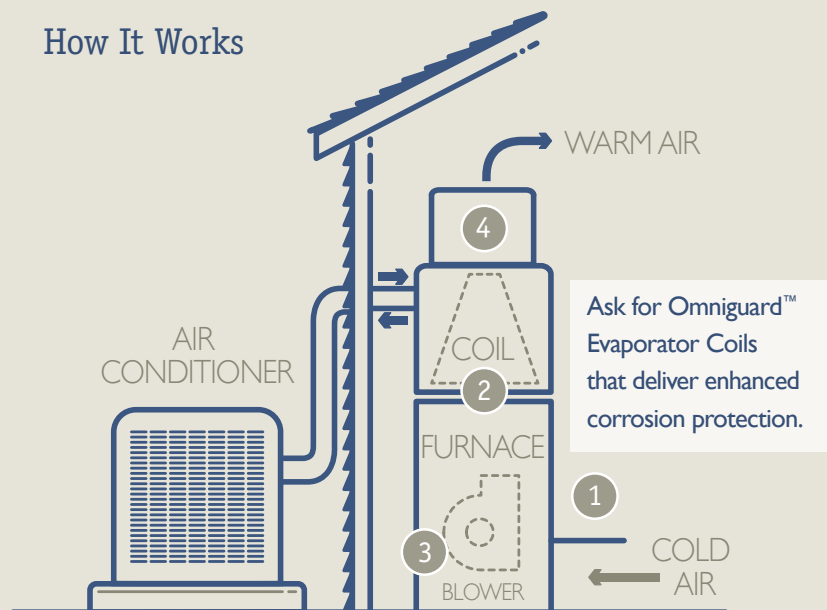 How It Works
WARM AIR
4
Ask for Omniguard™
Evaporator Coils
that deliver enhanced
corrosion protection.
AIR
CONDITIONER
COIL
2
FURNACE
1
3
BLOWER
COLD
AIR